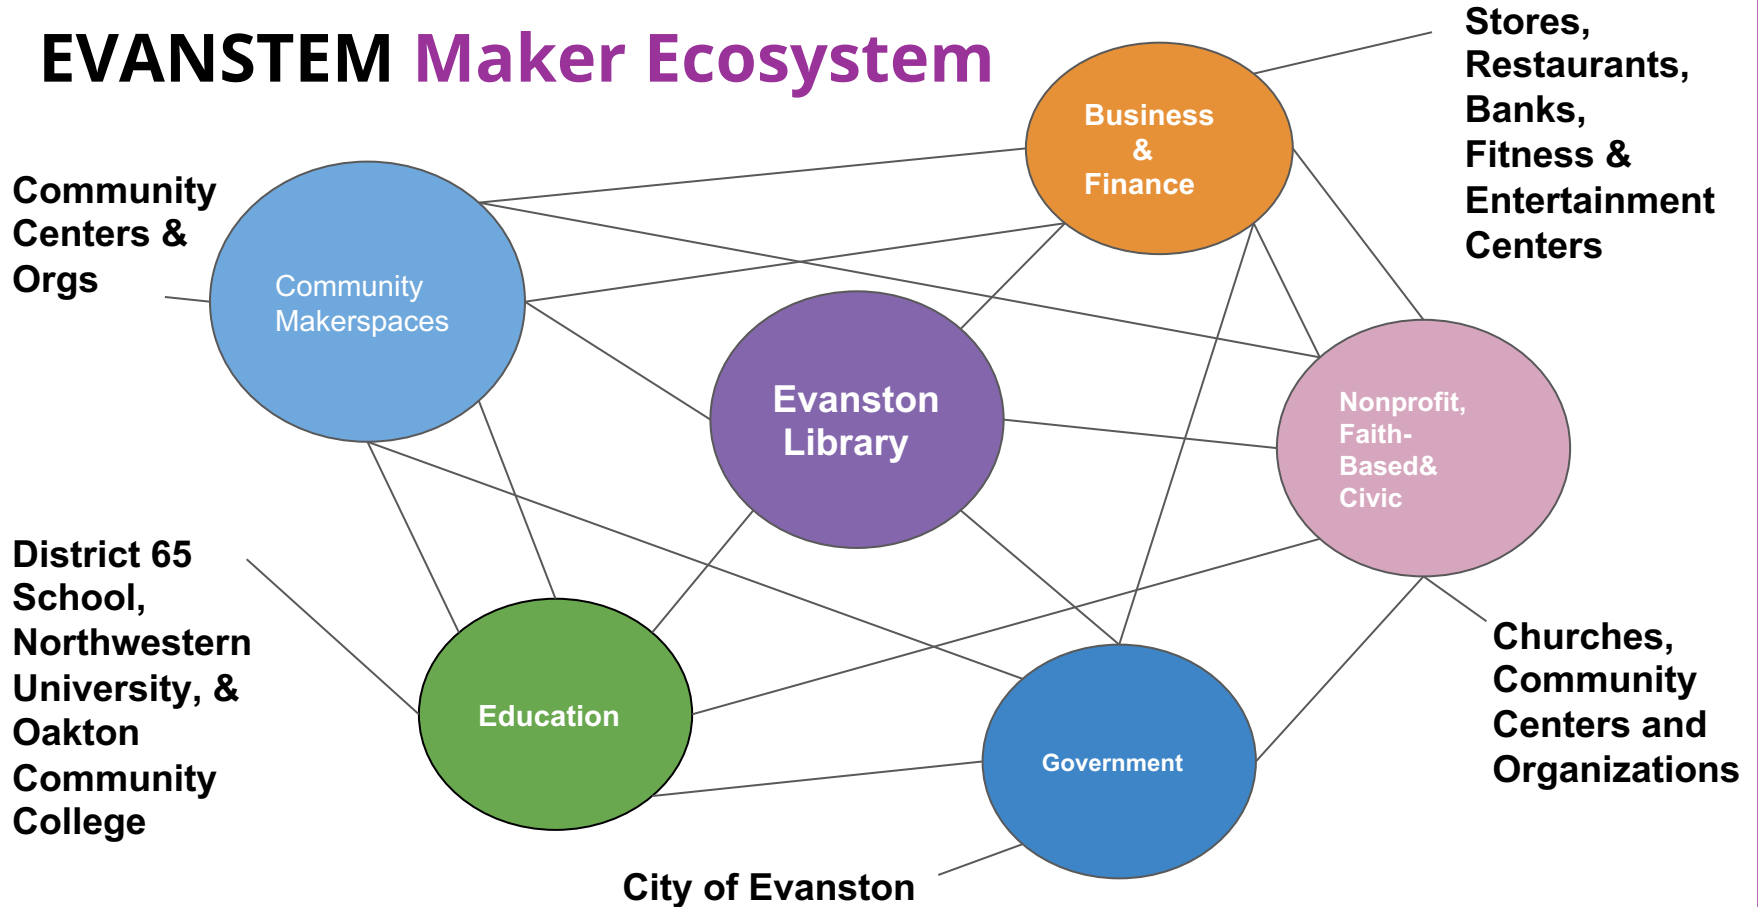 EVANSTEM Maker Ecosystem
Stores,
Restaurants,
Banks,
Fitness &
Entertainment
Centers
Business
&
Finance
Community
Centers &
Orgs
Community
Makerspaces
Evanston
Library
Nonprofit,
Faith-
Based&
Civic
District 65
School,
Northwestern
University, &
Oakton
Community
College
Education
Government
Churches,
Community
Centers and
Organizations
City of Evanston